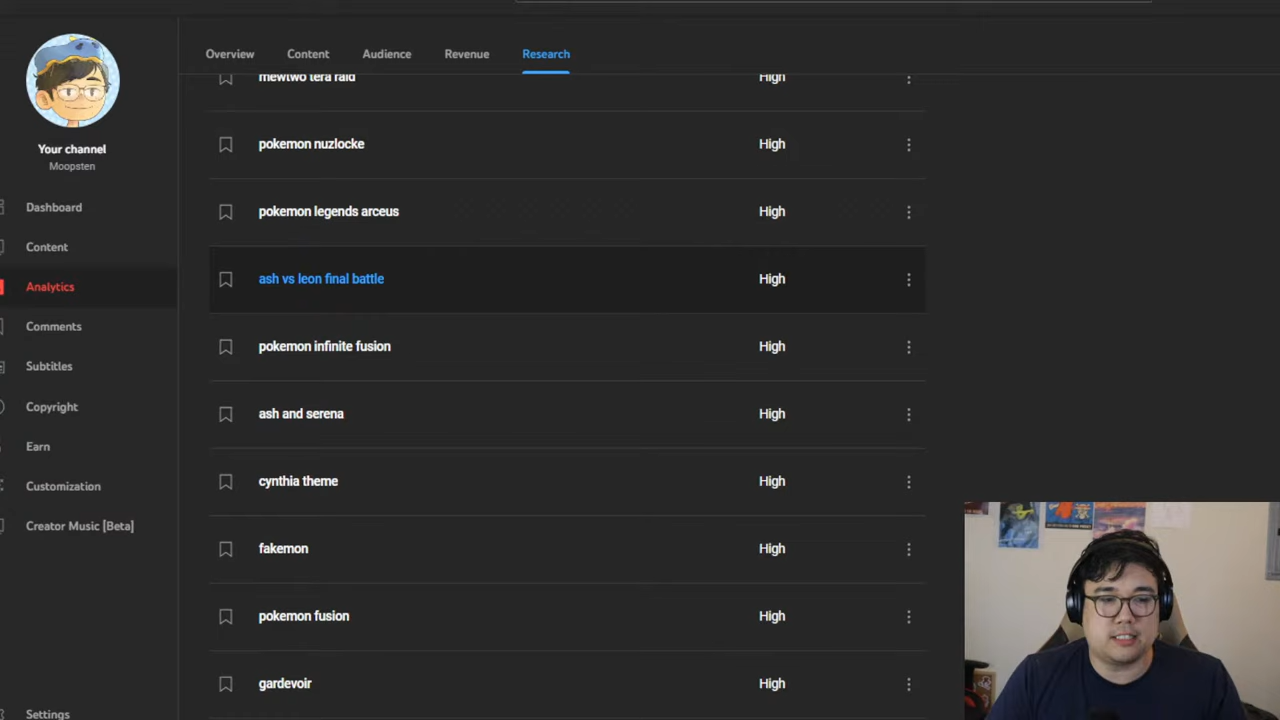 Overview Content Audience Revenue Research
mewtwo tera raid High
Your channel
Moopsten
pokemon nuzlocke High
Dashboard
pokemon legends arceus High
Content
Analytics
ash vs leon final battle High
Comments
pokemon infinite fusion High
Subtitles
Copyright
ash and serena High
Earn
Customization
cynthia theme High
Creator Music [Beta]
fakemon High
pokemon fusion High
gardevoir High
Settings